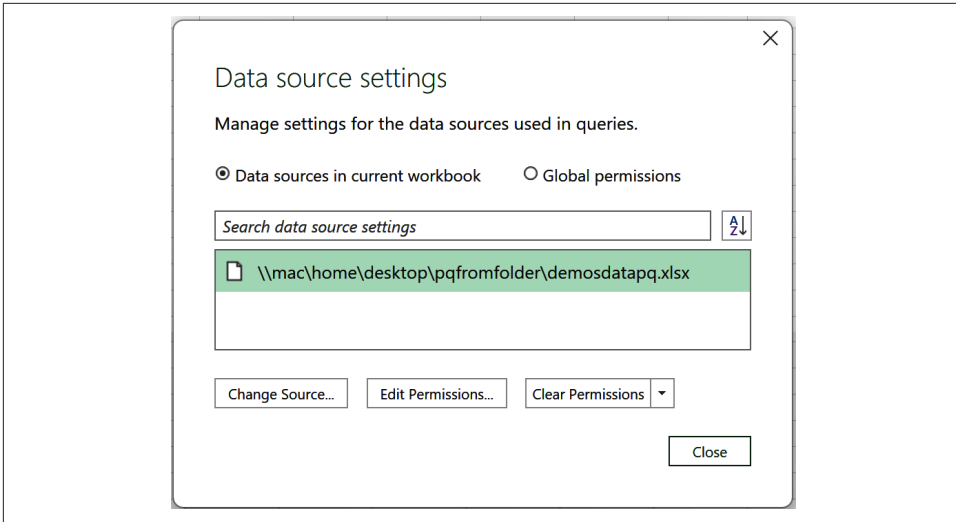 Data source settings
Manage settings for the data sources used in queries.
Data sources in current workbook Global permissions
Search data source settings A Z
\\mac\home\desktop\pqfromfolder\demosdatapq.xlsx
Change Source... Edit Permissions... Clear Permissions
Close